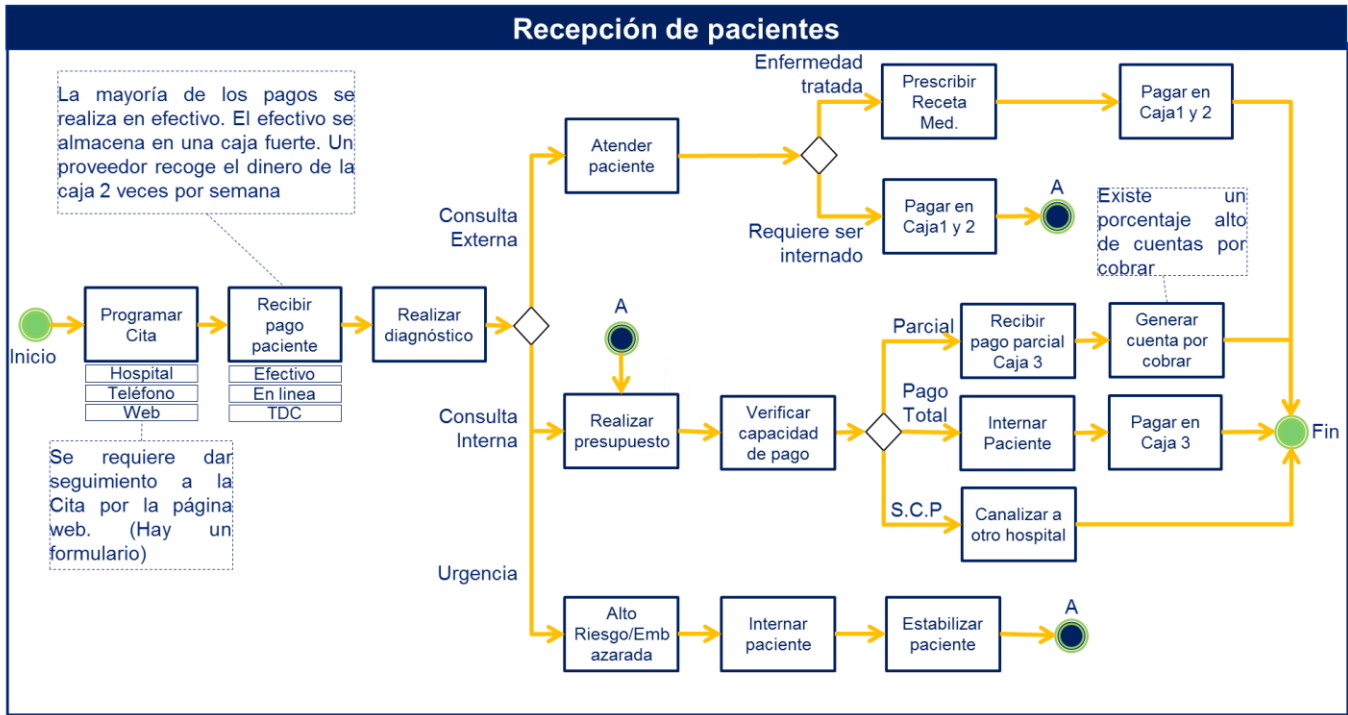 Recepción de pacientes
La mayoría de los pagos se
realiza en efectivo. El efectivo se
almacena en una caja fuerte. Un
proveedor recoge el dinero de la
caja 2 veces por semana
Inicio
Programar
Cita
Hospital
Teléfono
Web
Se requiere dar
seguimiento a la
Cita por la página
web. (Hay un
formulario)
Recibir
pago
paciente
Efectivo
En linea
TDC
Realizar
diagnóstico
Consulta
Externa
Atender
paciente
Enfermedad
tratada
Prescribir
Receta
Med.
Pagar en
Caja1 y 2
Requiere ser
internado
Pagar en
Caja1 y 2
A
Existe un
porcentaje alto
de cuentas por
cobrar
Consulta
Interna
A
Realizar
presupuesto
Verificar
capacidad
de pago
Parcial
Recibir
pago parcial
Caja 3
Generar
cuenta por
cobrar
Pago
Total
Internar
Paciente
Pagar en
Caja 3
Fin
S.C.P
Canalizar a
otro hospital
Urgencia
Alto
Riesgo/Emb
azarada
Internar
paciente
Estabilizar
paciente
A